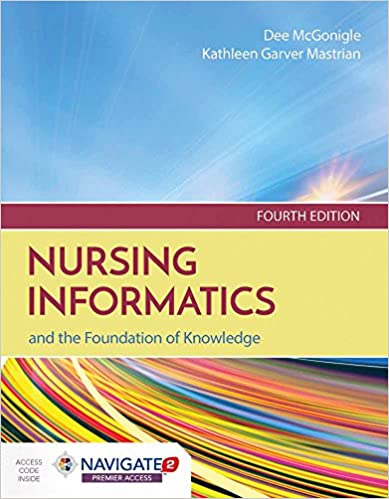 Dee McGonigle
Kathleen Garver Mastrian
FOURTH EDITION
NURSING
INFORMATICS
and the Foundation of Knowledge
ACCESS
CODE
INSIDE
NAVIGATE 2
PREMIER ACCESS